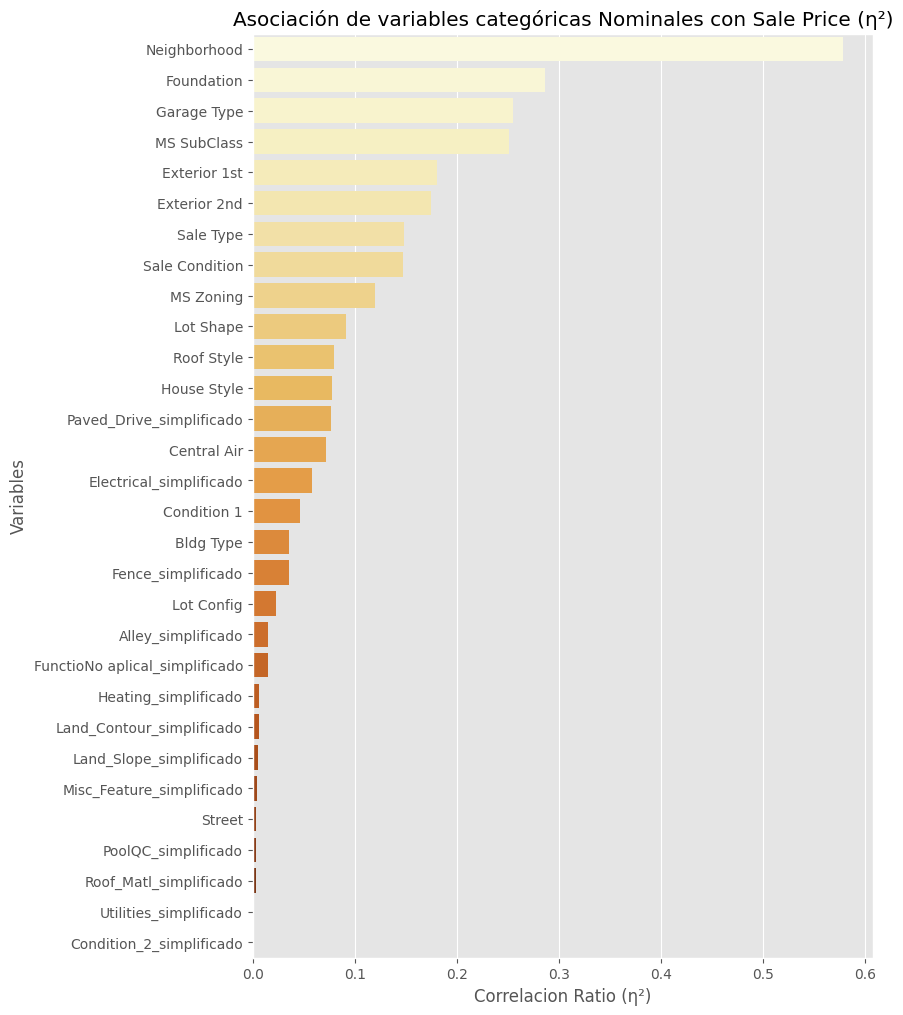 Asociación de variables categóricas Nominales con Sale Price (η²)
Neighborhood
Foundation
Garage Type
MS SubClass
Exterior 1st
Exterior 2nd
Sale Type
Sale Condition
MS Zoning
Lot Shape
Roof Style
House Style
Paved_Drive_simplificado
Central Air
Electrical_simplificado
Condition 1
Bldg Type
Fence_simplificado
Lot Config
Alley_simplificado
FunctioNo aplical_simplificado
Heating_simplificado
Land_Contour_simplificado
Land_Slope_simplificado
Misc_Feature_simplificado
Street
PoolQC_simplificado
Roof_Matl_simplificado
Utilities_simplificado
Condition_2_simplificado
Variables
0.0 0.1 0.2 0.3 0.4 0.5 0.6
Correlacion Ratio (η²)